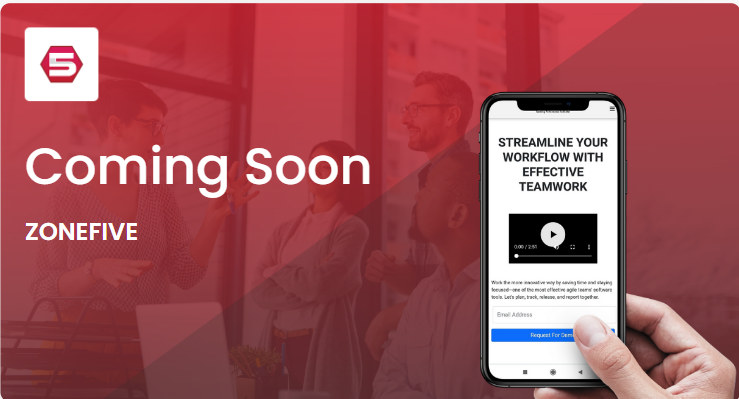 5
Coming Soon
ZONEFIVE
STREAMLINE YOUR
WORKFLOW WITH
EFFECTIVE
TEAMWORK
0:00 / 2:51
Work the more innovative way by saving time and staying
focused—one of the most effective agile teams' software
tools. Let's plan, track, release, and report together.
Email Address
Request For Demo